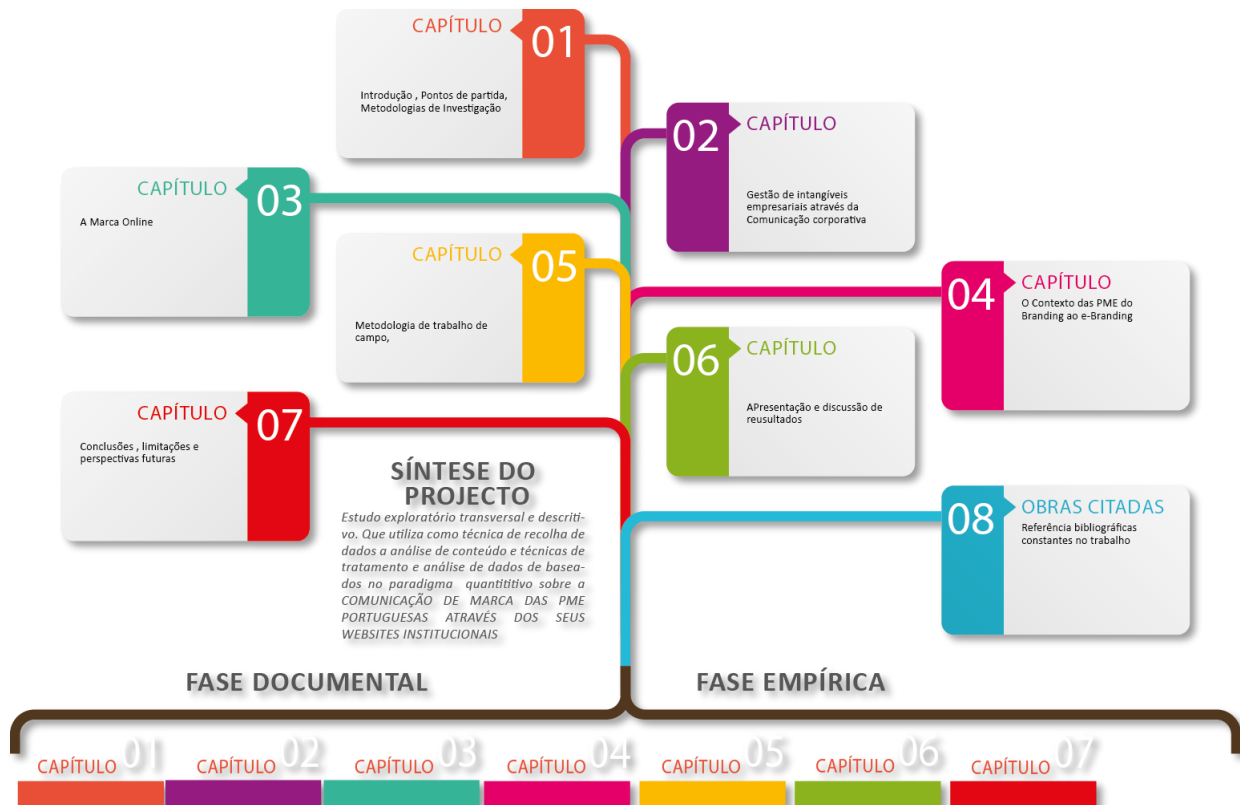 CAPÍTULO 01
Introdução , Pontos de partida,
Metodologias de Investigação
02 CAPÍTULO
Gestão de intangíveis
empresariais através da
Comunicação corporativa
CAPÍTULO 03
A Marca Online
04 CAPÍTULO
O Contexto das PME do
Branding ao e-Branding
CAPÍTULO 05
Metodologia de trabalho de
campo,
06 CAPÍTULO
APresentação e discussão de
reusultados
CAPÍTULO 07
Conclusões , limitações e
perspectivas futuras
08 OBRAS CITADAS
Referência bibliográficas
constantes no trabalho
SÍNTESE DO
PROJECTO
Estudo exploratório transversal e descriti-
vo. Que utiliza como técnica de recolha de
dados a análise de conteúdo e técnicas de
tratamento e análise de dados de basea-
dos no paradigma quantititivo sobre a
COMUNICAÇÃO DE MARCA DAS PME
PORTUGUESAS ATRAVÉS DOS SEUS
WEBSITES INSTITUCIONAIS
FASE DOCUMENTAL
FASE EMPÍRICA
CAPÍTULO 01
CAPÍTULO 02
CAPÍTULO 03
CAPÍTULO 04
CAPÍTULO 05
CAPÍTULO 06
CAPÍTULO 07